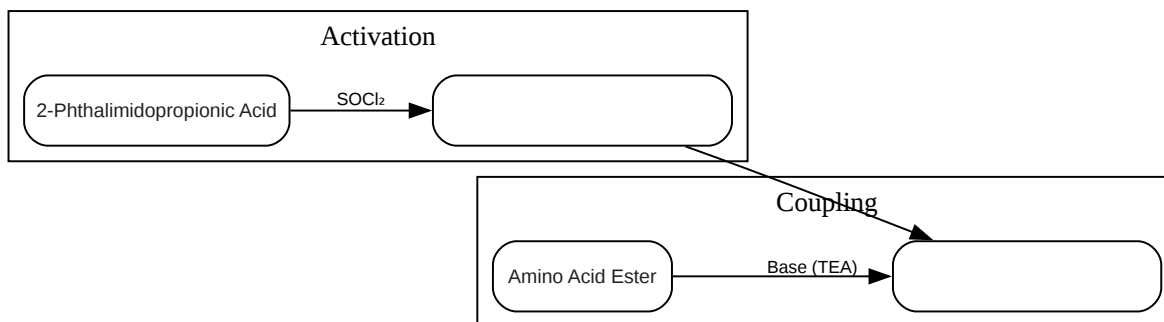 Activation
2-Phthalimidopropionic Acid
SOCl₂
Coupling
Amino Acid Ester
Base (TEA)